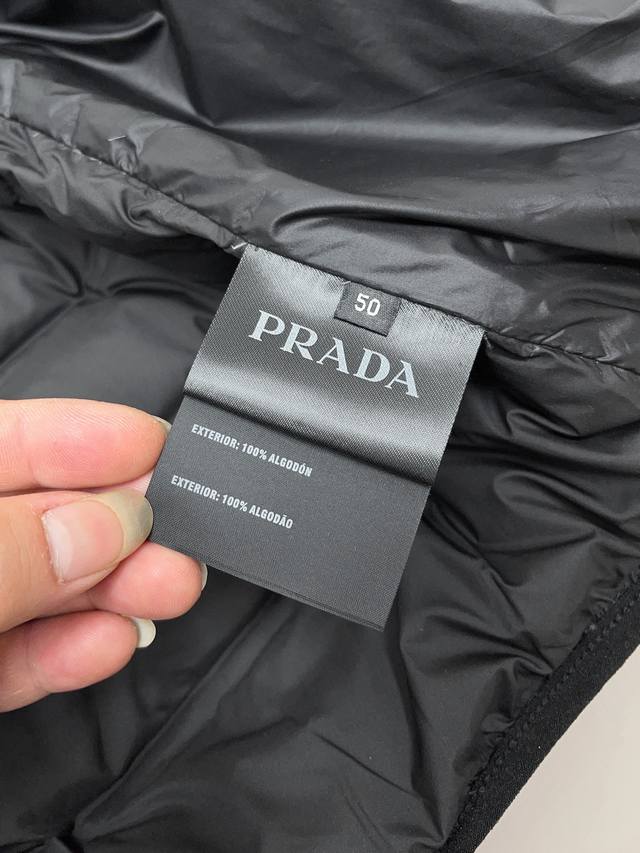 50
PRADA
EXTERIOR: 100% ALGODÓN
EXTERIOR: 100% ALGODÃO